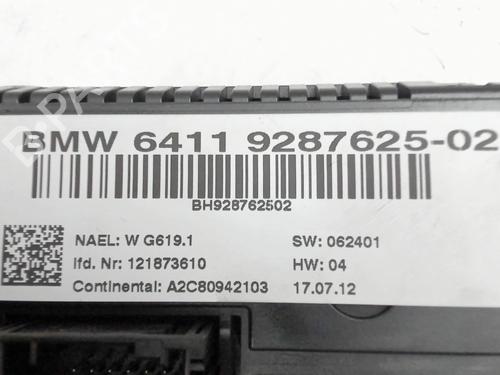 BMW 6411 9287625-02
BH928762502
NAEL: W G619.1 SW: 062401
lfd. Nr: 121873610 HW: 04
Continental: A2C80942103 17.07.12